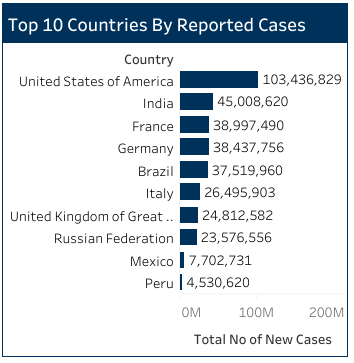 Top 10 Countries By Reported Cases
Country
United States of America 103,436,829
India 45,008,620
France 38,997,490
Germany 38,437,756
Brazil 37,519,960
Italy 26,495,903
United Kingdom of Great .. 24,812,582
Russian Federation 23,576,556
Mexico 7,702,731
Peru 4,530,620
0M 100M 200M
Total No of New Cases